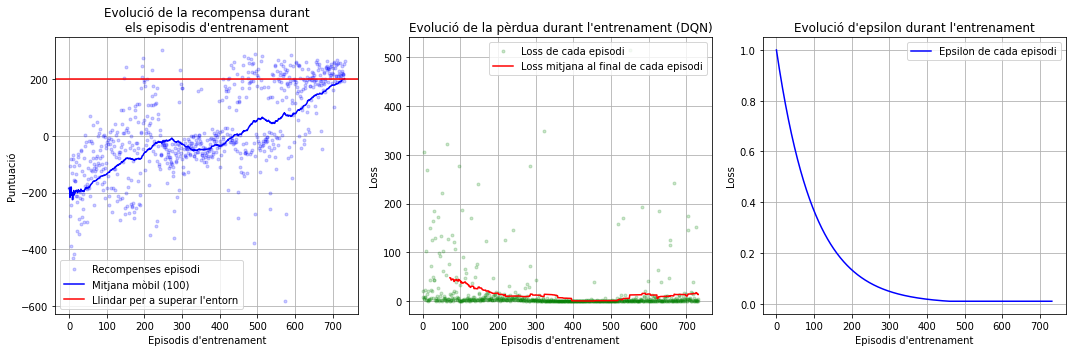 Evolució de la recompensa durant
els episodis d'entrenament
Puntuació
200
0
−200
−400
−600
0
100
200
300
400
500
600
700
Episodis d'entrenament
Recompenses episodi
Mitjana mòbil (100)
Llindar per a superar l'entorn
Evolució de la pèrdua durant l'entrenament (DQN)
Loss
500
400
300
200
100
0
0
100
200
300
400
500
600
700
Episodis d'entrenament
Loss de cada episodi
Loss mitjana al final de cada episodi
Evolució d'epsilon durant l'entrenament
Loss
1.0
0.8
0.6
0.4
0.2
0.0
0
100
200
300
400
500
600
700
Episodis d'entrenament
Epsilon de cada episodi